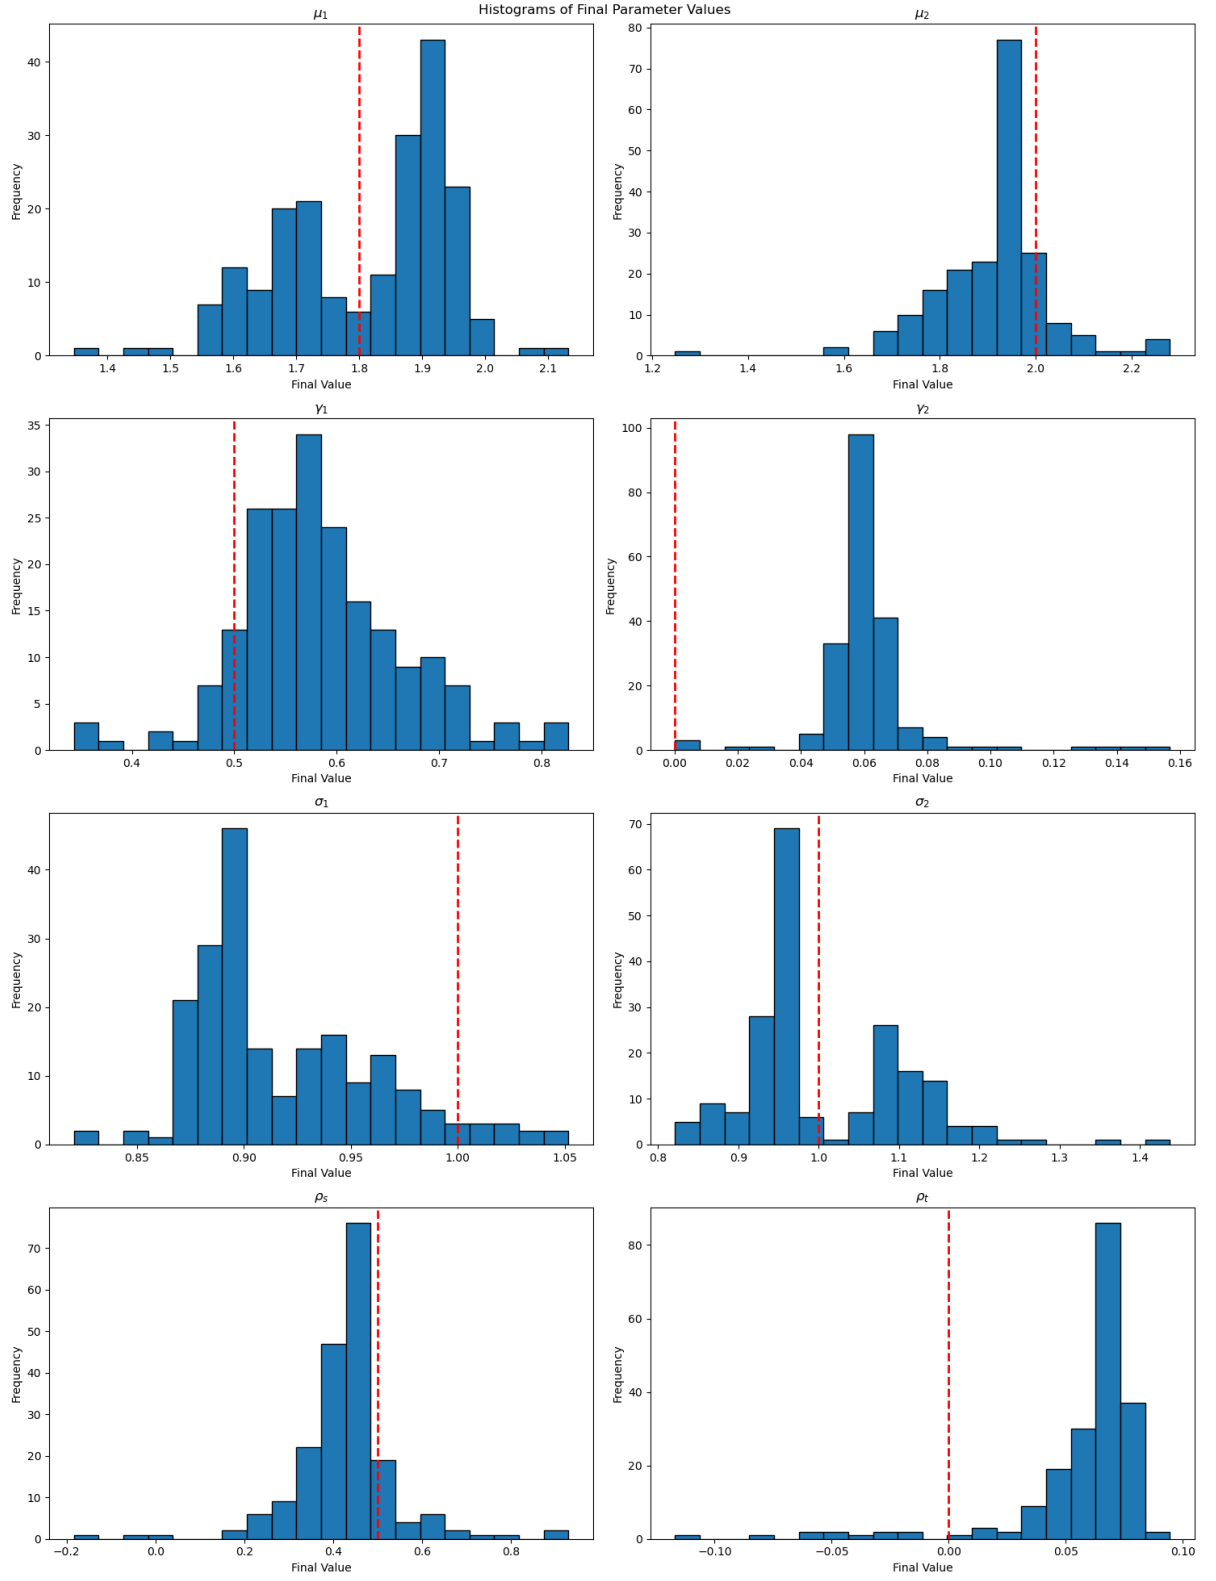 Histograms of Final Parameter Values
μ₁
40
30
20
10
0
Frequency
1.4 1.5 1.6 1.7 1.8 1.9 2.0 2.1
Final Value
μ₂
80
70
60
50
40
30
20
10
0
Frequency
1.2 1.4 1.6 1.8 2.0 2.2
Final Value
γ₁
35
30
25
20
15
10
5
0
Frequency
0.4 0.5 0.6 0.7 0.8
Final Value
γ₂
100
80
60
40
20
0
Frequency
0.00 0.02 0.04 0.06 0.08 0.10 0.12 0.14 0.16
Final Value
σ₁
40
30
20
10
0
Frequency
0.85 0.90 0.95 1.00 1.05
Final Value
σ₂
70
60
50
40
30
20
10
0
Frequency
0.8 0.9 1.0 1.1 1.2 1.3 1.4
Final Value
ρₛ
70
60
50
40
30
20
10
0
Frequency
−0.2 0.0 0.2 0.4 0.6 0.8
Final Value
ρₜ
80
60
40
20
0
Frequency
−0.10 −0.05 0.00 0.05 0.10
Final Value